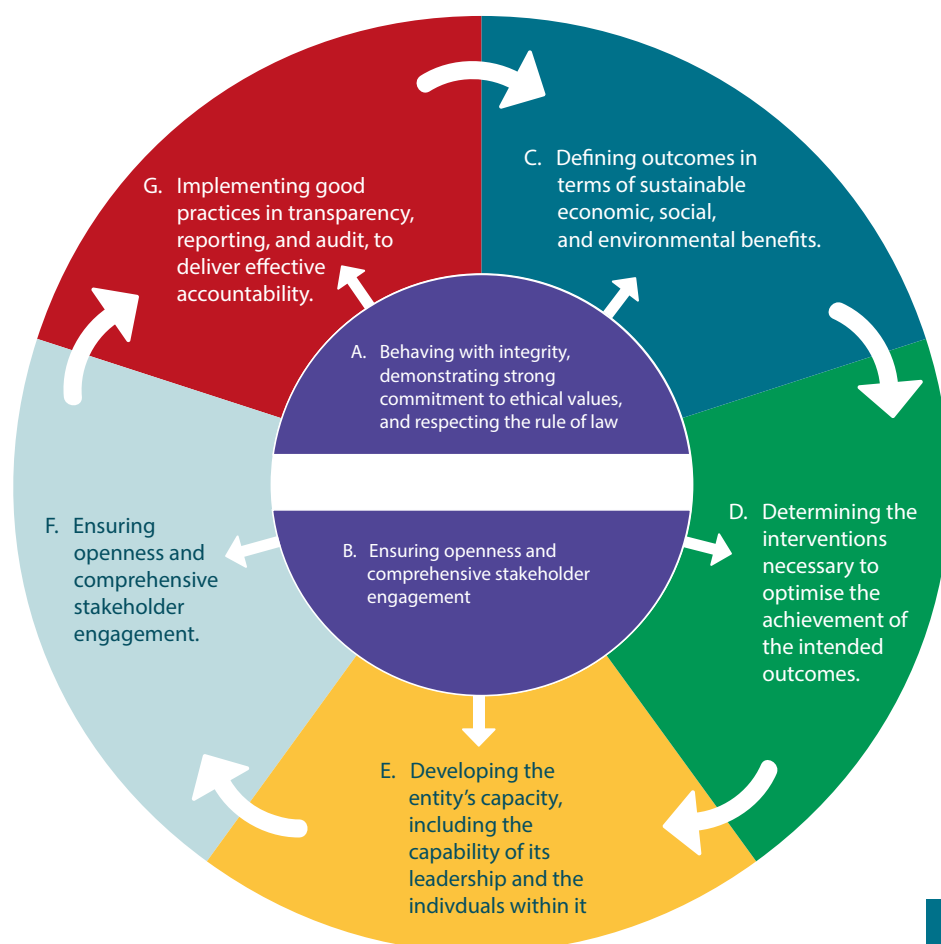 G. Implementing good
practices in transparency,
reporting, and audit, to
deliver effective
accountability.
C. Defining outcomes in
terms of sustainable
economic, social,
and environmental benefits.
A. Behaving with integrity,
demonstrating strong
commitment to ethical values,
and respecting the rule of law
B. Ensuring openness and
comprehensive stakeholder
engagement
D. Determining the
interventions
necessary to
optimise the
achievement of
the intended
outcomes.
F. Ensuring
openness and
comprehensive
stakeholder
engagement.
E. Developing the
entity’s capacity,
including the
capability of its
leadership and the
indivduals within it